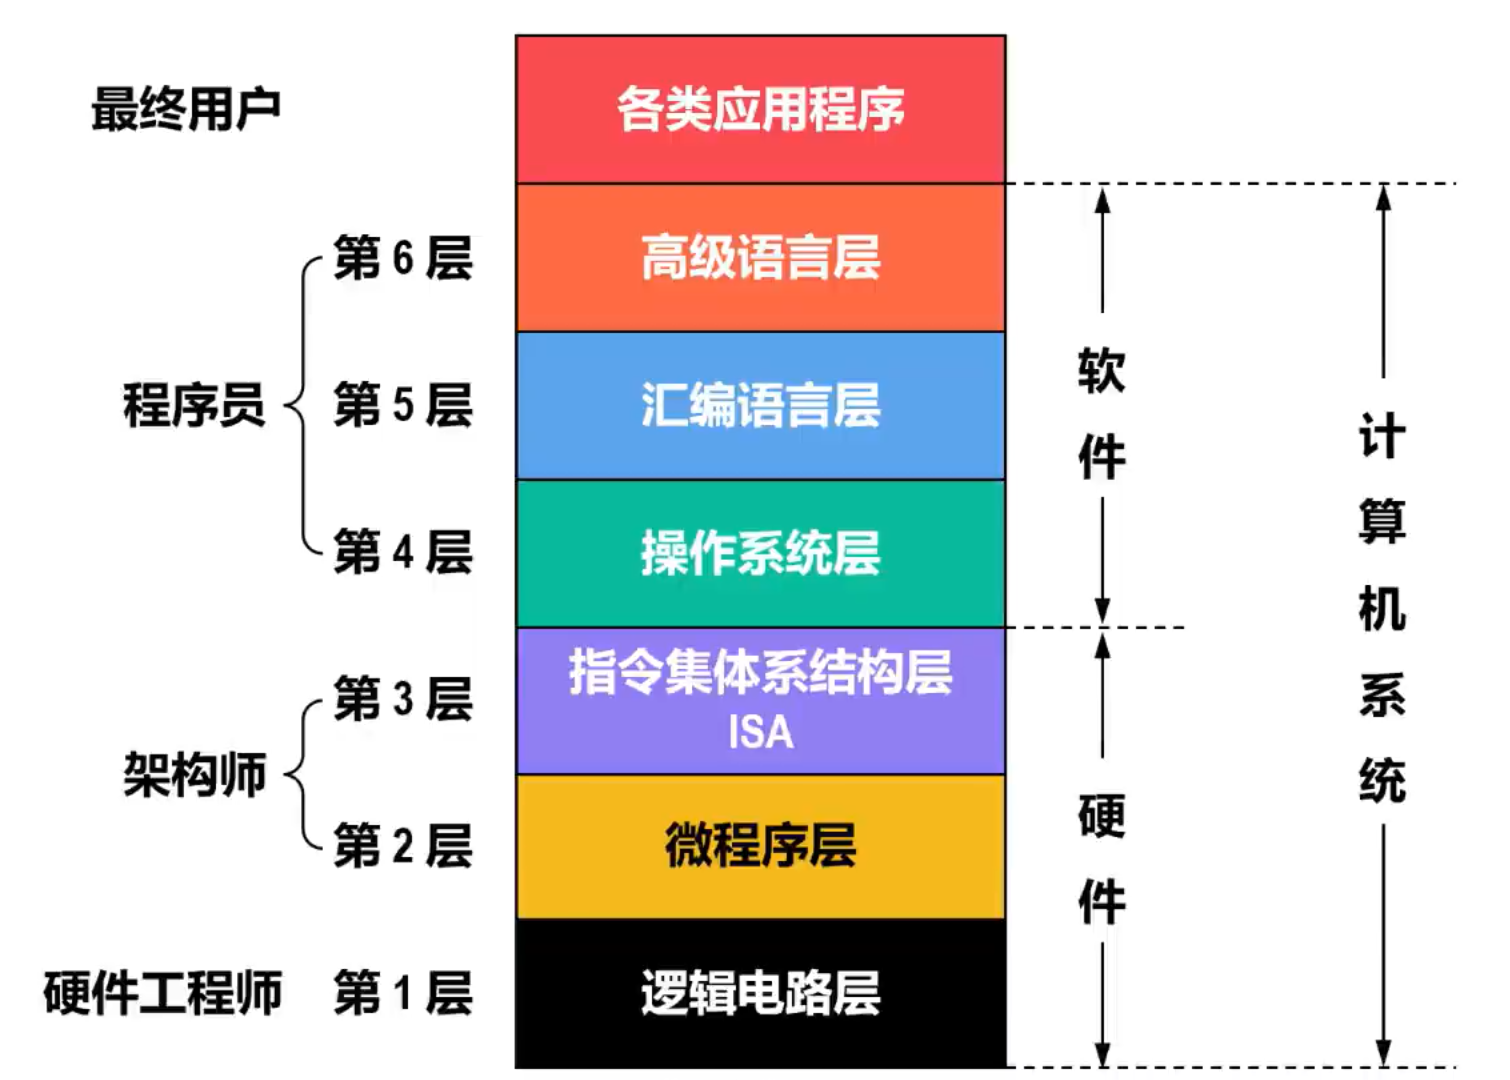 最终用户
各类应用程序
第 6 层
高级语言层
程序员
第 5 层
汇编语言层
第 4 层
操作系统层
第 3 层
指令集体系结构层
ISA
架构师
第 2 层
微程序层
硬件工程师
第 1 层
逻辑电路层
软件
硬件
计算机系统